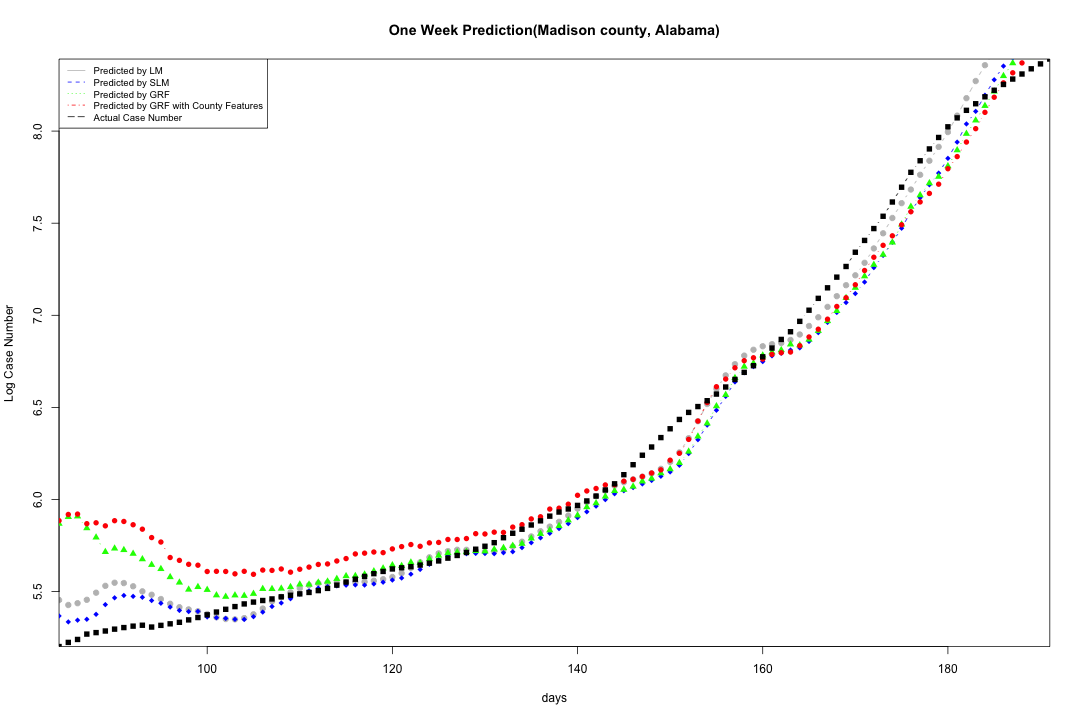 One Week Prediction(Madison county, Alabama)
Predicted by LM
Predicted by SLM
Predicted by GRF
Predicted by GRF with County Features
Actual Case Number
8.0
7.5
7.0
6.5
6.0
5.5
Log Case Number
100 120 140 160 180
days